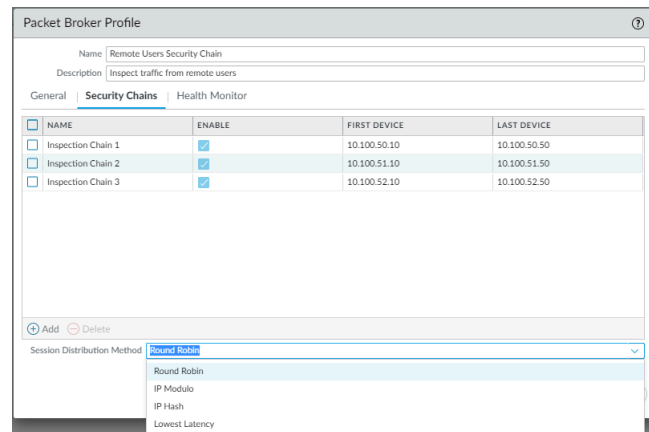 Packet Broker Profile
Name Remote Users Security Chain
Description Inspect traffic from remote users
General | Security Chains | Health Monitor
NAME ENABLE FIRST DEVICE LAST DEVICE
Inspection Chain 1 10.100.50.10 10.100.50.50
Inspection Chain 2 10.100.51.10 10.100.51.50
Inspection Chain 3 10.100.52.10 10.100.52.50
Add Delete
Session Distribution Method Round Robin
Round Robin
IP Modulo
IP Hash
Lowest Latency